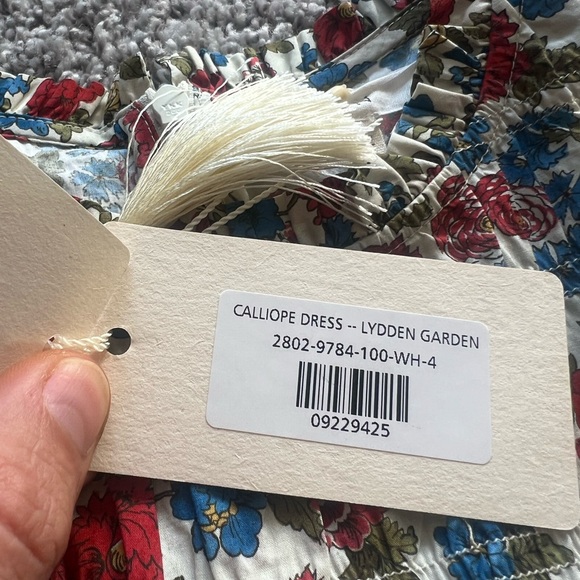 CALLIOPE DRESS -- LYDDEN GARDEN
2802-9784-100-WH-4
09229425